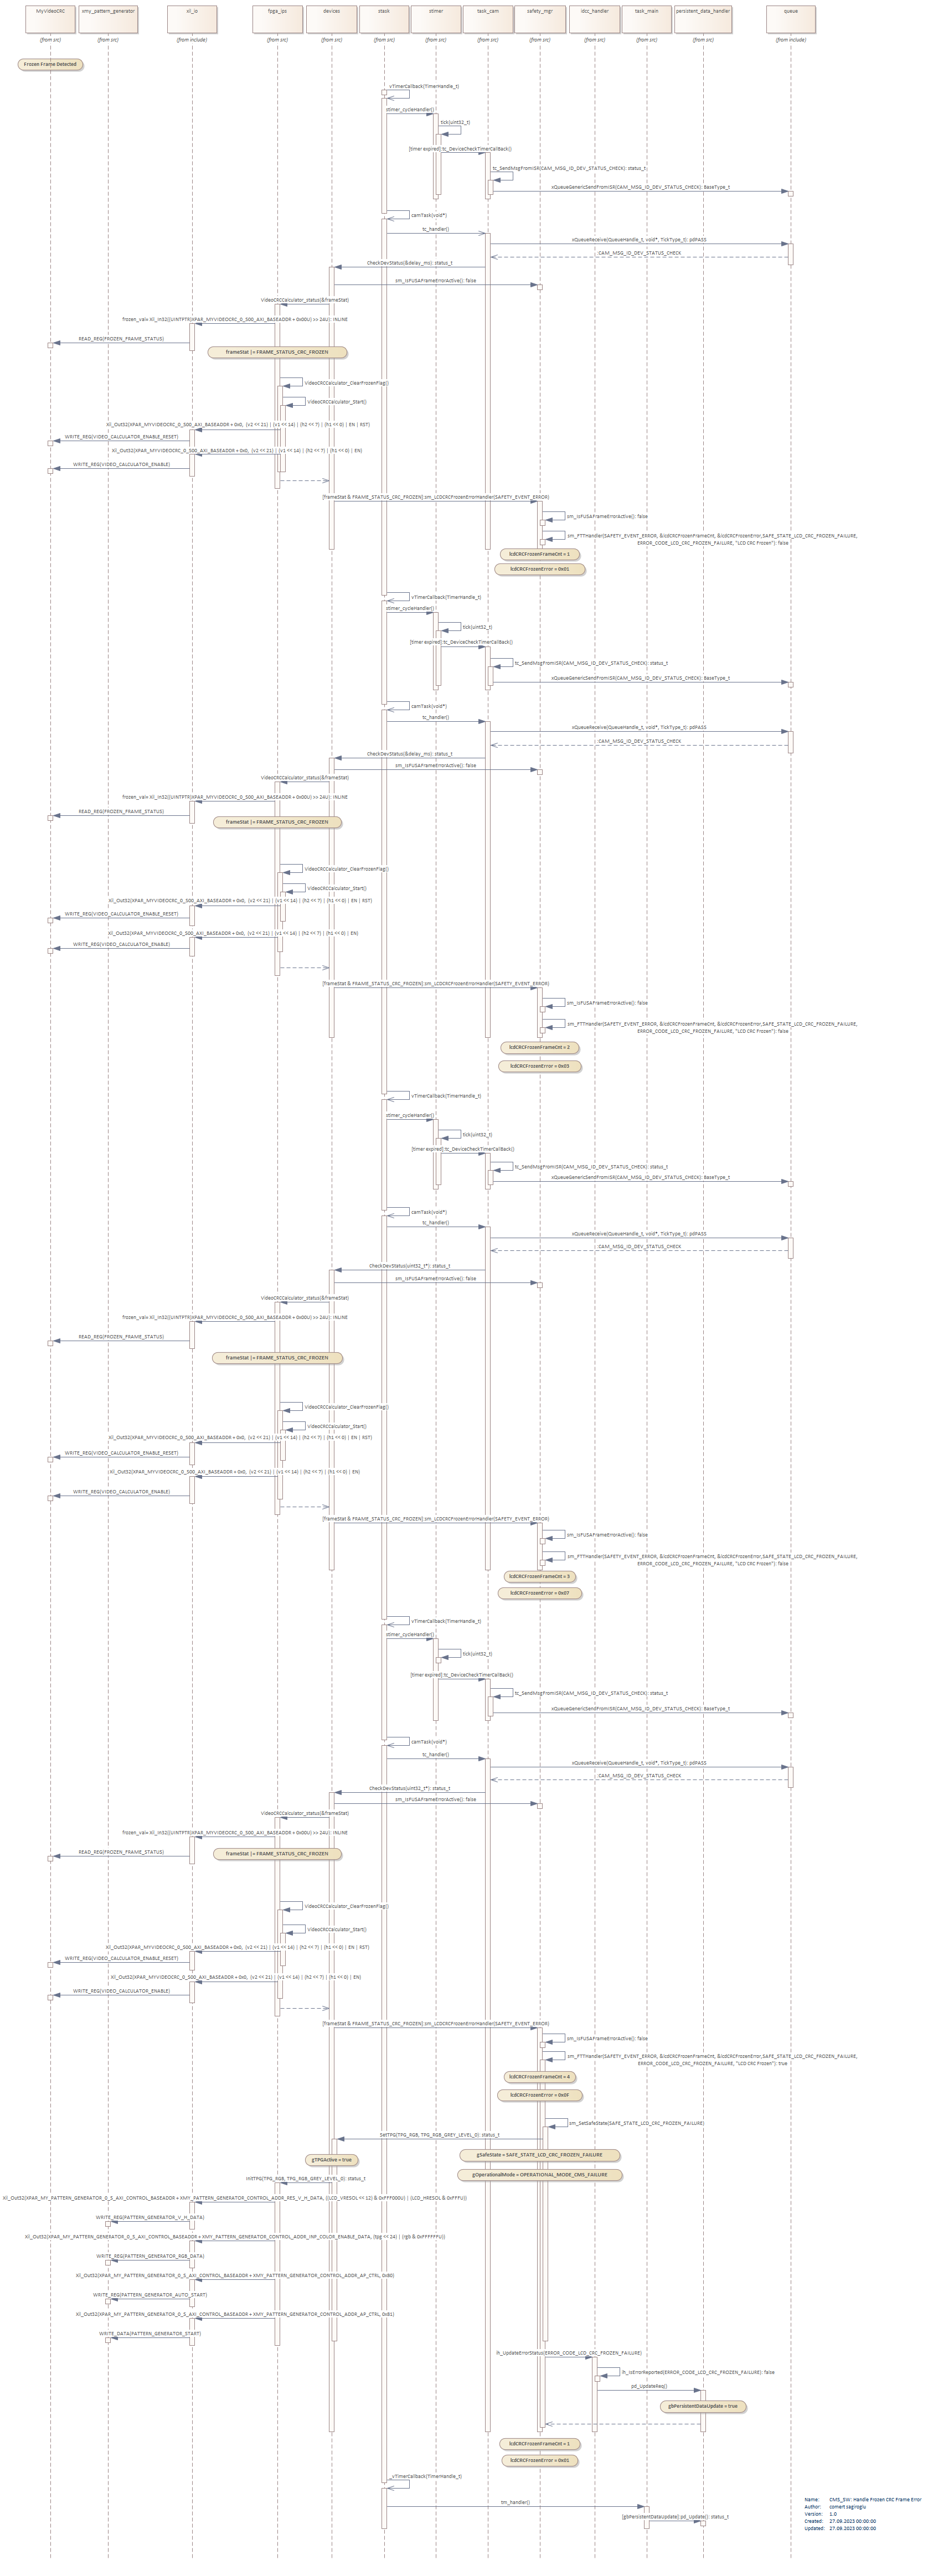 MyVideoCRC
xmy_pattern_generator
xil_io
fpga_ips
devices
stask
stimer
task_cam
safety_mgr
idcc_handler
task_main
persistent_data_handler
queue
(from src)
(from src)
(from include)
(from src)
(from src)
(from src)
(from src)
(from src)
(from src)
(from src)
(from src)
(from src)
(from include)
Frozen Frame Detected
vTimerCallback(TimerHandle_t)
stimer_cycleHandler()
tick(uint32_t)
[timer expired]:tc_DeviceCheckTimerCallBack()
tc_SendMsgFromISR(CAM_MSG_ID_DEV_STATUS_CHECK): status_t
xQueueGenericSendFromISR(CAM_MSG_ID_DEV_STATUS_CHECK): BaseType_t
camTask(void*)
tc_handler()
xQueueReceive(QueueHandle_t, void*, TickType_t): pdPASS
:CAM_MSG_ID_DEV_STATUS_CHECK
CheckDevStatus(&delay_ms): status_t
sm_IsFUSAFrameErrorActive(): false
VideoCRCCalculator_status(&frameStat)
frozen_val= Xil_In32((UINTPTR)XPAR_MYVIDEOCRC_0_S00_AXI_BASEADDR + 0x00U) >> 24U: INLINE
READ_REG(FROZEN_FRAME_STATUS)
frameStat |= FRAME_STATUS_CRC_FROZEN
VideoCRCCalculator_ClearFrozenFlag()
VideoCRCCalculator_Start()
Xil_Out32(XPAR_MYVIDEOCRC_0_S00_AXI_BASEADDR + 0x0, (v2 << 21) | (v1 << 14) | (h2 << 7) | (h1 << 0) | EN | RST)
WRITE_REG(VIDEO_CALCULATOR_ENABLE_RESET)
Xil_Out32(XPAR_MYVIDEOCRC_0_S00_AXI_BASEADDR + 0x0, (v2 << 21) | (v1 << 14) | (h2 << 7) | (h1 << 0) | EN)
WRITE_REG(VIDEO_CALCULATOR_ENABLE)
[frameStat & FRAME_STATUS_CRC_FROZEN]:sm_LCDCRCFrozenErrorHandler(SAFETY_EVENT_ERROR)
sm_IsFUSAFrameErrorActive(): false
sm_FTTHandler(SAFETY_EVENT_ERROR, &lcdCRCFrozenFrameCnt, &lcdCRCFrozenError,SAFE_STATE_LCD_CRC_FROZEN_FAILURE,
ERROR_CODE_LCD_CRC_FROZEN_FAILURE, "LCD CRC Frozen"): false
lcdCRCFrozenFrameCnt = 1
lcdCRCFrozenError = 0x01
vTimerCallback(TimerHandle_t)
stimer_cycleHandler()
tick(uint32_t)
[timer expired]:tc_DeviceCheckTimerCallBack()
tc_SendMsgFromISR(CAM_MSG_ID_DEV_STATUS_CHECK): status_t
xQueueGenericSendFromISR(CAM_MSG_ID_DEV_STATUS_CHECK): BaseType_t
camTask(void*)
tc_handler()
xQueueReceive(QueueHandle_t, void*, TickType_t): pdPASS
:CAM_MSG_ID_DEV_STATUS_CHECK
CheckDevStatus(&delay_ms): status_t
sm_IsFUSAFrameErrorActive(): false
VideoCRCCalculator_status(&frameStat)
frozen_val= Xil_In32((UINTPTR)XPAR_MYVIDEOCRC_0_S00_AXI_BASEADDR + 0x00U) >> 24U: INLINE
READ_REG(FROZEN_FRAME_STATUS)
frameStat |= FRAME_STATUS_CRC_FROZEN
VideoCRCCalculator_ClearFrozenFlag()
VideoCRCCalculator_Start()
Xil_Out32(XPAR_MYVIDEOCRC_0_S00_AXI_BASEADDR + 0x0, (v2 << 21) | (v1 << 14) | (h2 << 7) | (h1 << 0) | EN | RST)
WRITE_REG(VIDEO_CALCULATOR_ENABLE_RESET)
Xil_Out32(XPAR_MYVIDEOCRC_0_S00_AXI_BASEADDR + 0x0, (v2 << 21) | (v1 << 14) | (h2 << 7) | (h1 << 0) | EN)
WRITE_REG(VIDEO_CALCULATOR_ENABLE)
[frameStat & FRAME_STATUS_CRC_FROZEN]:sm_LCDCRCFrozenErrorHandler(SAFETY_EVENT_ERROR)
sm_IsFUSAFrameErrorActive(): false
sm_FTTHandler(SAFETY_EVENT_ERROR, &lcdCRCFrozenFrameCnt, &lcdCRCFrozenError,SAFE_STATE_LCD_CRC_FROZEN_FAILURE,
ERROR_CODE_LCD_CRC_FROZEN_FAILURE, "LCD CRC Frozen"): false
lcdCRCFrozenFrameCnt = 2
lcdCRCFrozenError = 0x03
vTimerCallback(TimerHandle_t)
stimer_cycleHandler()
tick(uint32_t)
[timer expired]:tc_DeviceCheckTimerCallBack()
tc_SendMsgFromISR(CAM_MSG_ID_DEV_STATUS_CHECK): status_t
xQueueGenericSendFromISR(CAM_MSG_ID_DEV_STATUS_CHECK): BaseType_t
camTask(void*)
tc_handler()
xQueueReceive(QueueHandle_t, void*, TickType_t): pdPASS
:CAM_MSG_ID_DEV_STATUS_CHECK
CheckDevStatus(uint32_t*): status_t
sm_IsFUSAFrameErrorActive(): false
VideoCRCCalculator_status(&frameStat)
frozen_val= Xil_In32((UINTPTR)XPAR_MYVIDEOCRC_0_S00_AXI_BASEADDR + 0x00U) >> 24U: INLINE
READ_REG(FROZEN_FRAME_STATUS)
frameStat |= FRAME_STATUS_CRC_FROZEN
VideoCRCCalculator_ClearFrozenFlag()
VideoCRCCalculator_Start()
Xil_Out32(XPAR_MYVIDEOCRC_0_S00_AXI_BASEADDR + 0x0, (v2 << 21) | (v1 << 14) | (h2 << 7) | (h1 << 0) | EN | RST)
WRITE_REG(VIDEO_CALCULATOR_ENABLE_RESET)
Xil_Out32(XPAR_MYVIDEOCRC_0_S00_AXI_BASEADDR + 0x0, (v2 << 21) | (v1 << 14) | (h2 << 7) | (h1 << 0) | EN)
WRITE_REG(VIDEO_CALCULATOR_ENABLE)
[frameStat & FRAME_STATUS_CRC_FROZEN]:sm_LCDCRCFrozenErrorHandler(SAFETY_EVENT_ERROR)
sm_IsFUSAFrameErrorActive(): false
sm_FTTHandler(SAFETY_EVENT_ERROR, &lcdCRCFrozenFrameCnt, &lcdCRCFrozenError,SAFE_STATE_LCD_CRC_FROZEN_FAILURE,
ERROR_CODE_LCD_CRC_FROZEN_FAILURE, "LCD CRC Frozen"): false
lcdCRCFrozenFrameCnt = 3
lcdCRCFrozenError = 0x07
vTimerCallback(TimerHandle_t)
stimer_cycleHandler()
tick(uint32_t)
[timer expired]:tc_DeviceCheckTimerCallBack()
tc_SendMsgFromISR(CAM_MSG_ID_DEV_STATUS_CHECK): status_t
xQueueGenericSendFromISR(CAM_MSG_ID_DEV_STATUS_CHECK): BaseType_t
camTask(void*)
tc_handler()
xQueueReceive(QueueHandle_t, void*, TickType_t): pdPASS
:CAM_MSG_ID_DEV_STATUS_CHECK
CheckDevStatus(uint32_t*): status_t
sm_IsFUSAFrameErrorActive(): false
VideoCRCCalculator_status(&frameStat)
frozen_val= Xil_In32((UINTPTR)XPAR_MYVIDEOCRC_0_S00_AXI_BASEADDR + 0x00U) >> 24U: INLINE
READ_REG(FROZEN_FRAME_STATUS)
frameStat |= FRAME_STATUS_CRC_FROZEN
VideoCRCCalculator_ClearFrozenFlag()
VideoCRCCalculator_Start()
Xil_Out32(XPAR_MYVIDEOCRC_0_S00_AXI_BASEADDR + 0x0, (v2 << 21) | (v1 << 14) | (h2 << 7) | (h1 << 0) | EN | RST)
WRITE_REG(VIDEO_CALCULATOR_ENABLE_RESET)
Xil_Out32(XPAR_MYVIDEOCRC_0_S00_AXI_BASEADDR + 0x0, (v2 << 21) | (v1 << 14) | (h2 << 7) | (h1 << 0) | EN)
WRITE_REG(VIDEO_CALCULATOR_ENABLE)
[frameStat & FRAME_STATUS_CRC_FROZEN]:sm_LCDCRCFrozenErrorHandler(SAFETY_EVENT_ERROR)
sm_IsFUSAFrameErrorActive(): false
sm_FTTHandler(SAFETY_EVENT_ERROR, &lcdCRCFrozenFrameCnt, &lcdCRCFrozenError,SAFE_STATE_LCD_CRC_FROZEN_FAILURE,
ERROR_CODE_LCD_CRC_FROZEN_FAILURE, "LCD CRC Frozen"): true
lcdCRCFrozenFrameCnt = 4
lcdCRCFrozenError = 0x0F
sm_SetSafeState(SAFE_STATE_LCD_CRC_FROZEN_FAILURE)
SetTPG(TPG_RGB, TPG_RGB_GREY_LEVEL_0): status_t
gSafeState = SAFE_STATE_LCD_CRC_FROZEN_FAILURE
gTPGActive = true
gOperationalMode = OPERATIONAL_MODE_CMS_FAILURE
InitTPG(TPG_RGB, TPG_RGB_GREY_LEVEL_0): status_t
Xil_Out32(XPAR_MY_PATTERN_GENERATOR_0_S_AXI_CONTROL_BASEADDR + XMY_PATTERN_GENERATOR_CONTROL_ADDR_RES_V_H_DATA, ((LCD_VRESOL << 12) & 0xFFF000U) | (LCD_HRESOL & 0xFFFU))
WRITE_REG(PATTERN_GENERATOR_V_H_DATA)
Xil_Out32(XPAR_MY_PATTERN_GENERATOR_0_S_AXI_CONTROL_BASEADDR + XMY_PATTERN_GENERATOR_CONTROL_ADDR_INP_COLOR_ENABLE_DATA, (tpg << 24) | (rgb & 0xFFFFFFU))
WRITE_REG(PATTERN_GENERATOR_RGB_DATA)
Xil_Out32(XPAR_MY_PATTERN_GENERATOR_0_S_AXI_CONTROL_BASEADDR + XMY_PATTERN_GENERATOR_CONTROL_ADDR_AP_CTRL, 0x80)
WRITE_REG(PATTERN_GENERATOR_AUTO_START)
Xil_Out32(XPAR_MY_PATTERN_GENERATOR_0_S_AXI_CONTROL_BASEADDR + XMY_PATTERN_GENERATOR_CONTROL_ADDR_AP_CTRL, 0x81)
WRITE_DATA(PATTERN_GENERATOR_START)
ih_UpdateErrorStatus(ERROR_CODE_LCD_CRC_FROZEN_FAILURE)
ih_IsErrorReported(ERROR_CODE_LCD_CRC_FROZEN_FAILURE): false
pd_UpdateReq()
gbPersistentDataUpdate = true
lcdCRCFrozenFrameCnt = 1
lcdCRCFrozenError = 0x01
_vTimerCallback(TimerHandle_t)
tm_handler()
[gbPersistentDataUpdate]:pd_Update(): status_t
Name: CMS_SW: Handle Frozen CRC Frame Error
Author: comert sagiroglu
Version: 1.0
Created: 27.09.2023 00:00:00
Updated: 27.09.2023 00:00:00